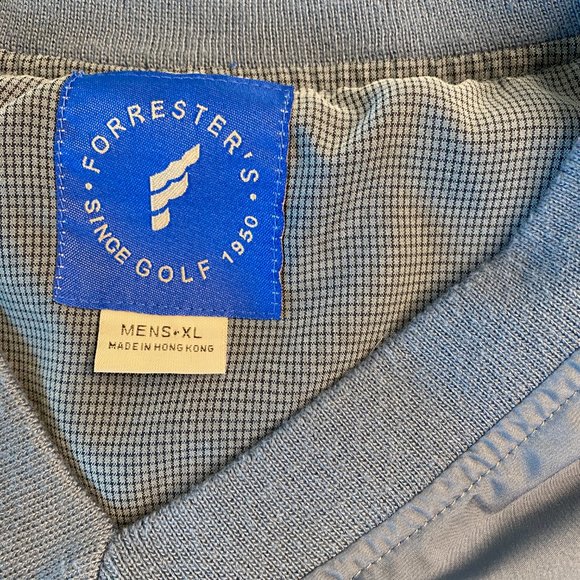 • FORRESTER'S •
SINCE GOLF 1950
MENS • XL
MADE IN HONG KONG